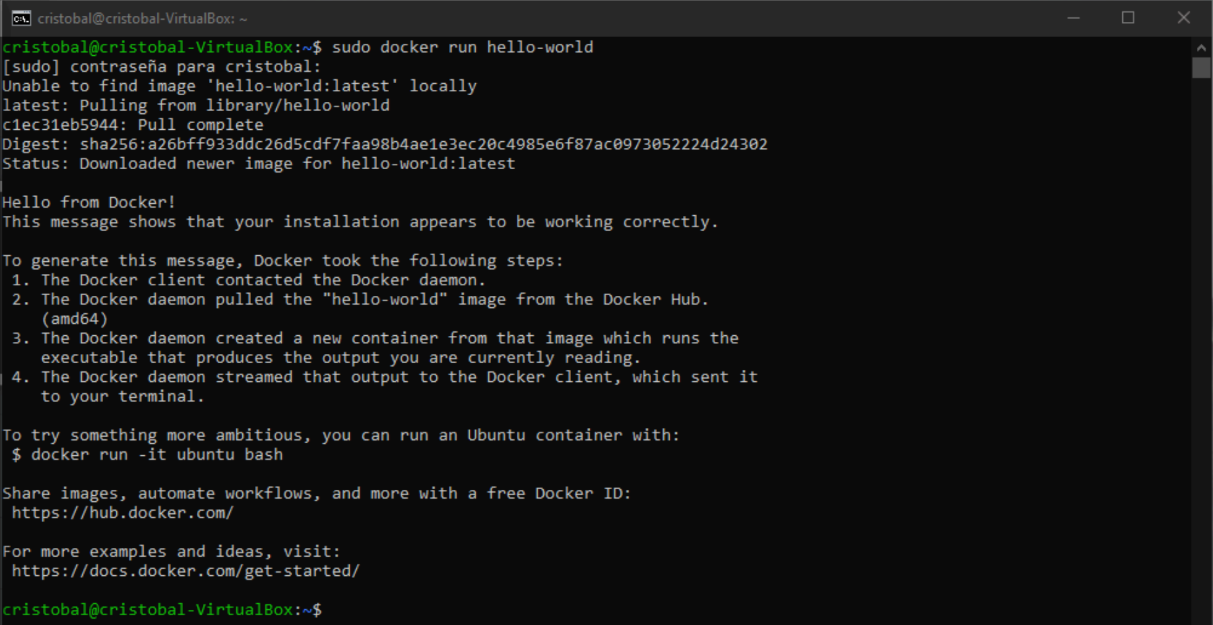 cristobal@cristobal-VirtualBox: ~
cristobal@cristobal-VirtualBox:~$ sudo docker run hello-world
[sudo] contraseña para cristobal:
Unable to find image 'hello-world:latest' locally
latest: Pulling from library/hello-world
c1ec31eb5944: Pull complete
Digest: sha256:a26bff933ddc26d5cdf7faa98b4ae1e3ec20c4985e6f87ac0973052224d24302
Status: Downloaded newer image for hello-world:latest

Hello from Docker!
This message shows that your installation appears to be working correctly.

To generate this message, Docker took the following steps:
 1. The Docker client contacted the Docker daemon.
 2. The Docker daemon pulled the "hello-world" image from the Docker Hub.
    (amd64)
 3. The Docker daemon created a new container from that image which runs the
    executable that produces the output you are currently reading.
 4. The Docker daemon streamed that output to the Docker client, which sent it
    to your terminal.

To try something more ambitious, you can run an Ubuntu container with:
 $ docker run -it ubuntu bash

Share images, automate workflows, and more with a free Docker ID:
 https://hub.docker.com/

For more examples and ideas, visit:
 https://docs.docker.com/get-started/

cristobal@cristobal-VirtualBox:~$